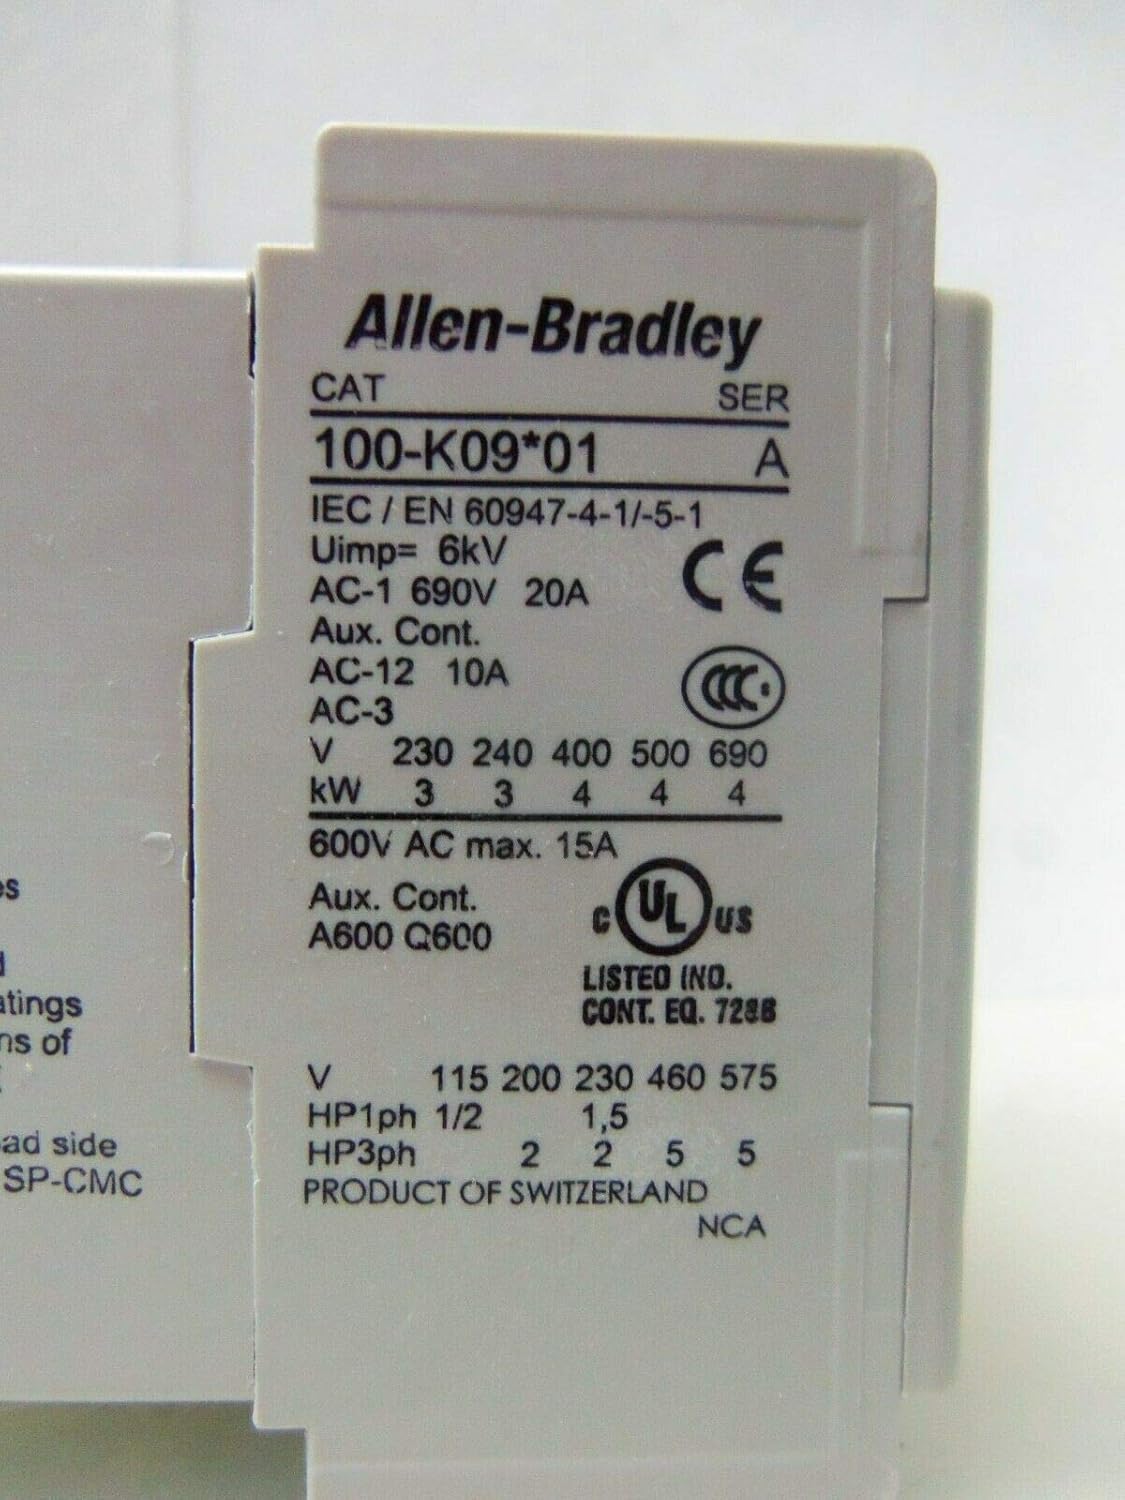 Allen-Bradley
CAT SER
100-K09*01 A
IEC / EN 60947-4-1/-5-1
Uimp= 6kV CE
AC-1 690V 20A
Aux. Cont.
AC-12 10A CCC
AC-3
V 230 240 400 500 690
kW 3 3 4 4 4
600V AC max. 15A
Aux. Cont. C UL US
A600 Q600
LISTED IND.
CONT. EQ. 728B
V 115 200 230 460 575
HP1ph 1/2 1,5
HP3ph 2 2 5 5
PRODUCT OF SWITZERLAND
NCA
of
side
SP-CMC